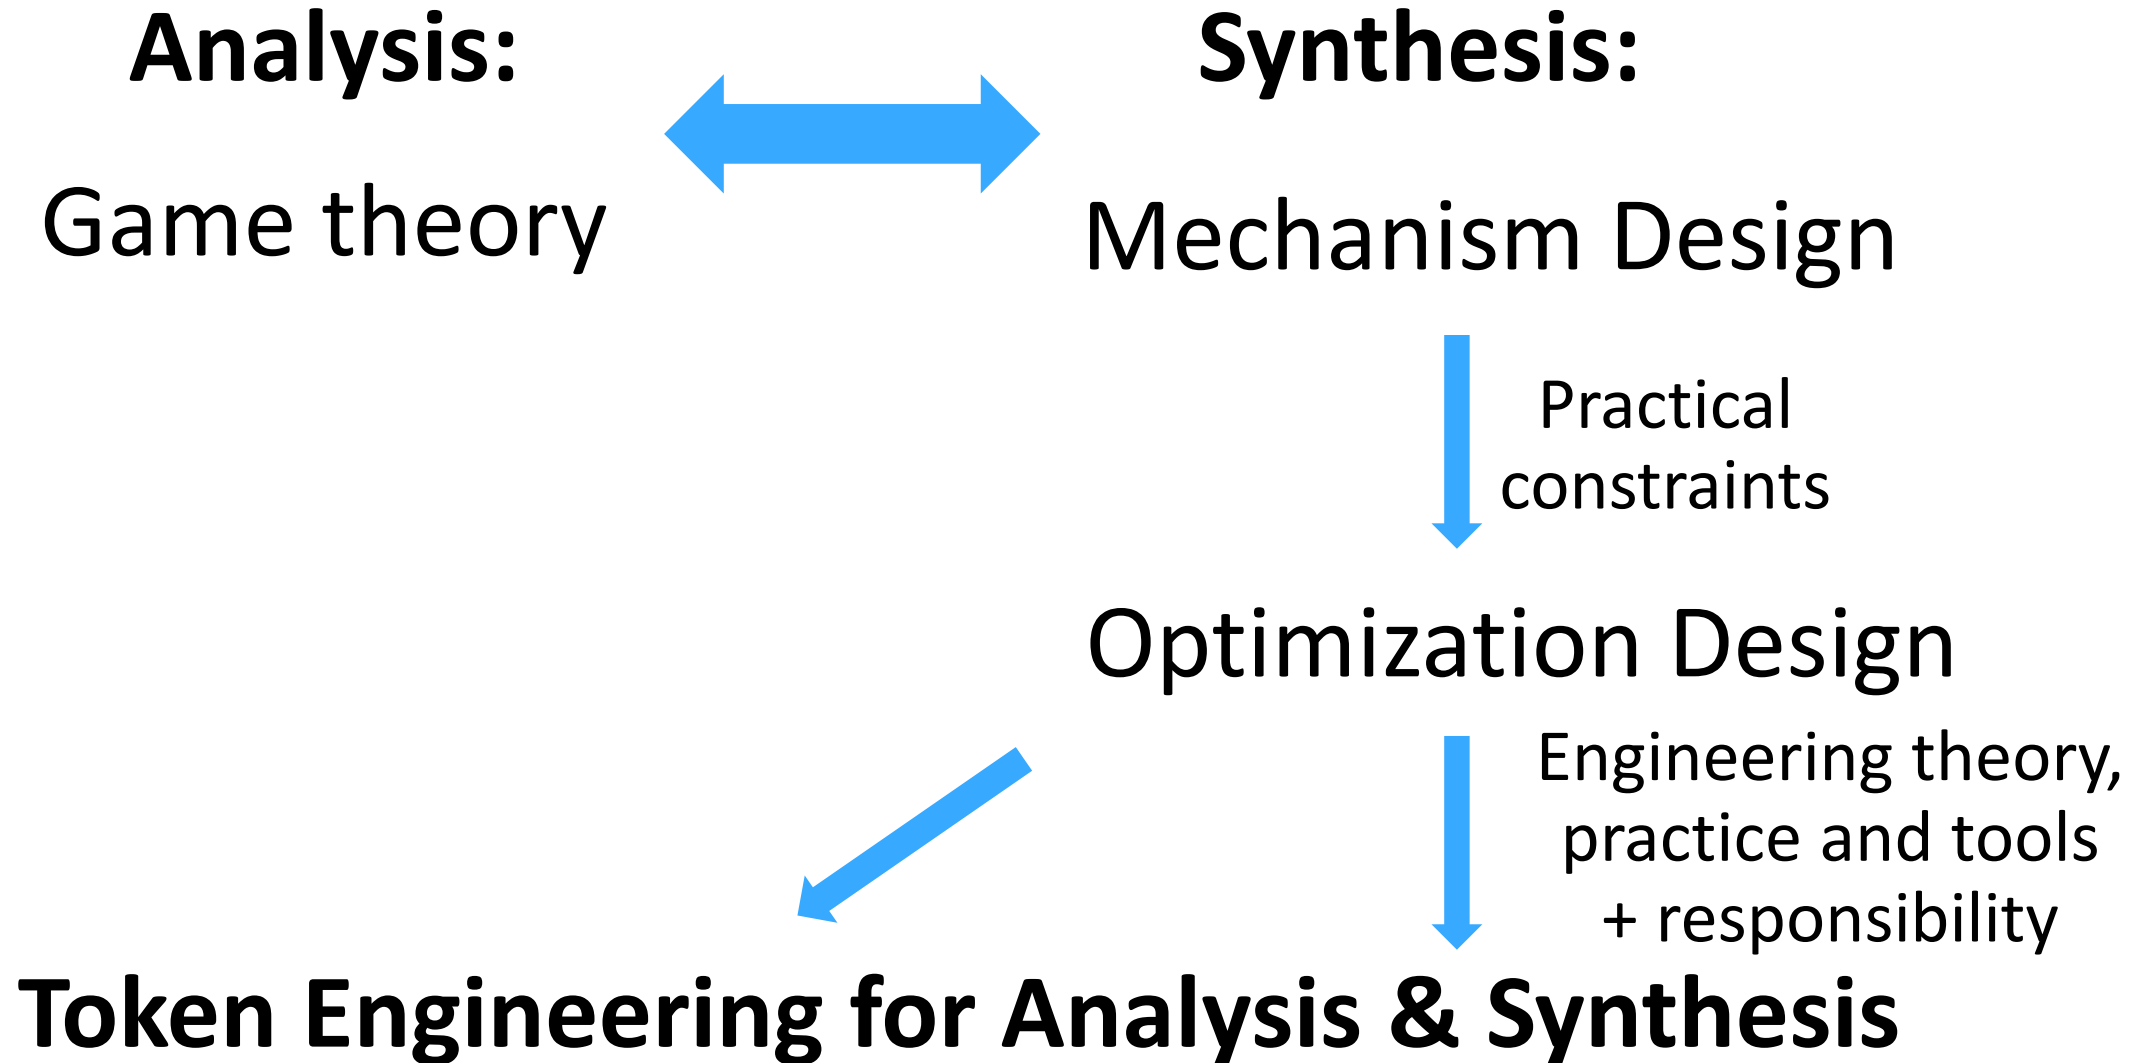 Analysis:
Synthesis:
Game theory
Mechanism Design
Practical
constraints
Optimization Design
Engineering theory,
practice and tools
+ responsibility
Token Engineering for Analysis & Synthesis